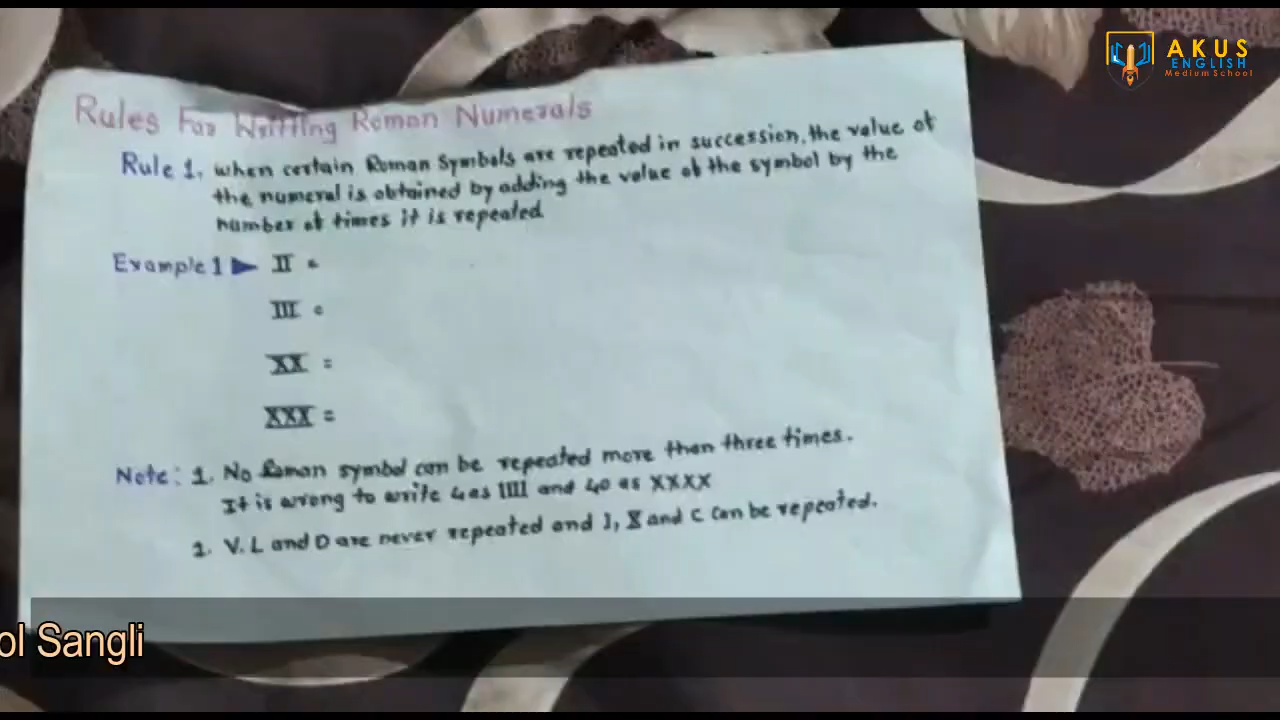 AKUS
ENGLISH
Medium School
Rules For Writing Roman Numerals
Rule 1. When certain Roman Symbols are repeated in succession, the value of
the numeral is obtained by adding the value of the symbol by the
number of times it is repeated.
Example 1 ► II =
III =
XX =
XXX =
Note: 1. No Roman symbol can be repeated more than three times.
It is wrong to write 4 as IIII and 40 as XXXX
2. V. L and D are never repeated and I, X and C can be repeated.
ol Sangli